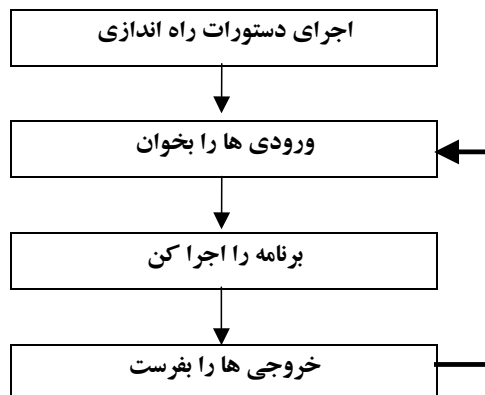 اجرای دستورات راه اندازی
ورودی ها را بخوان
برنامه را اجرا کن
خروجی ها را بفرست